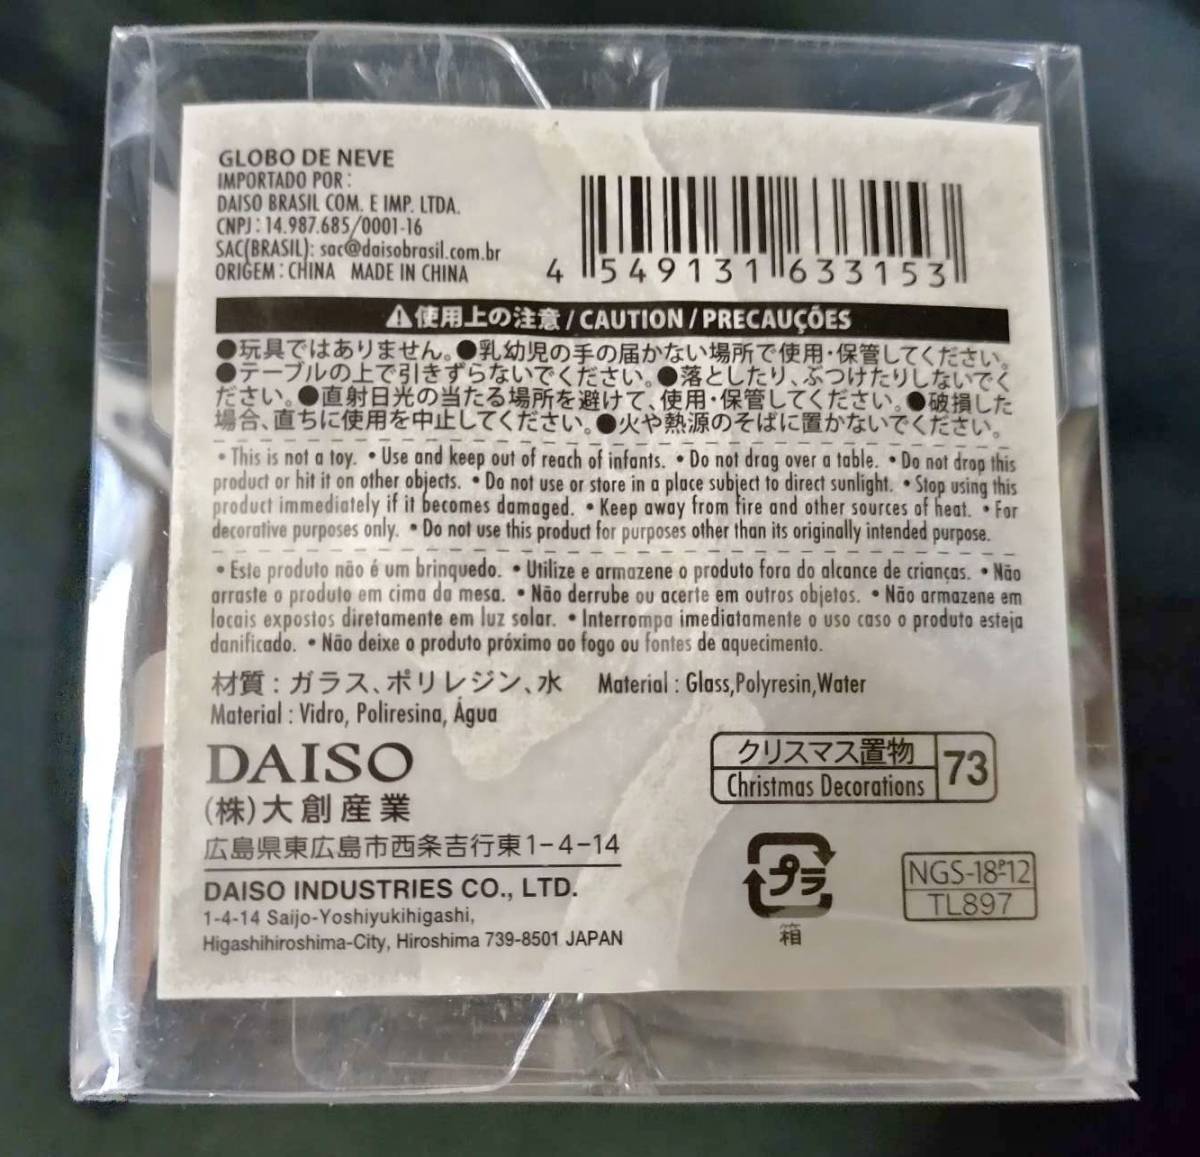 GLOBO DE NEVE
IMPORTADO POR:
DAISO BRASIL COM. E IMP. LTDA.
CNPJ: 14.987.685/0001-16
SAC(BRASIL): sac@daisobrasil.com.br
ORIGEM: CHINA MADE IN CHINA
4 549131 633153
⚠使用上の注意/CAUTION/PRECAUÇÕES
●玩具ではありません。●乳幼児の手の届かない場所で使用・保管してください。
●テーブルの上で引きずらないでください。●落としたり、ぶつけたりしないでく
ださい。●直射日光の当たる場所を避けて、使用・保管してください。●破損した
場合、直ちに使用を中止してください。●火や熱源のそばに置かないでください。
• This is not a toy. • Use and keep out of reach of infants. • Do not drag over a table. • Do not drop this
product or hit it on other objects. • Do not use or store in a place subject to direct sunlight. • Stop using this
product immediately if it becomes damaged. • Keep away from fire and other sources of heat. • For
decorative purposes only. • Do not use this product for purposes other than its originally intended purpose.
• Este produto não é um brinquedo. • Utilize e armazene o produto fora do alcance de crianças. • Não
arraste o produto em cima da mesa. • Não derrube ou acerte em outros objetos. • Não armazene em
locais expostos diretamente em luz solar. • Interrompa imediatamente o uso caso o produto esteja
danificado. • Não deixe o produto próximo ao fogo ou fontes de aquecimento.
材質:ガラス、ポリレジン、水 Material : Glass,Polyresin,Water
Material : Vidro, Poliresina, Água
DAISO
(株)大創産業
広島県東広島市西条吉行東1-4-14
DAISO INDUSTRIES CO., LTD.
1-4-14 Saijo-Yoshiyukihigashi,
Higashihiroshima-City, Hiroshima 739-8501 JAPAN
クリスマス置物
Christmas Decorations
73
プラ
箱
NGS-18-P-12
TL897